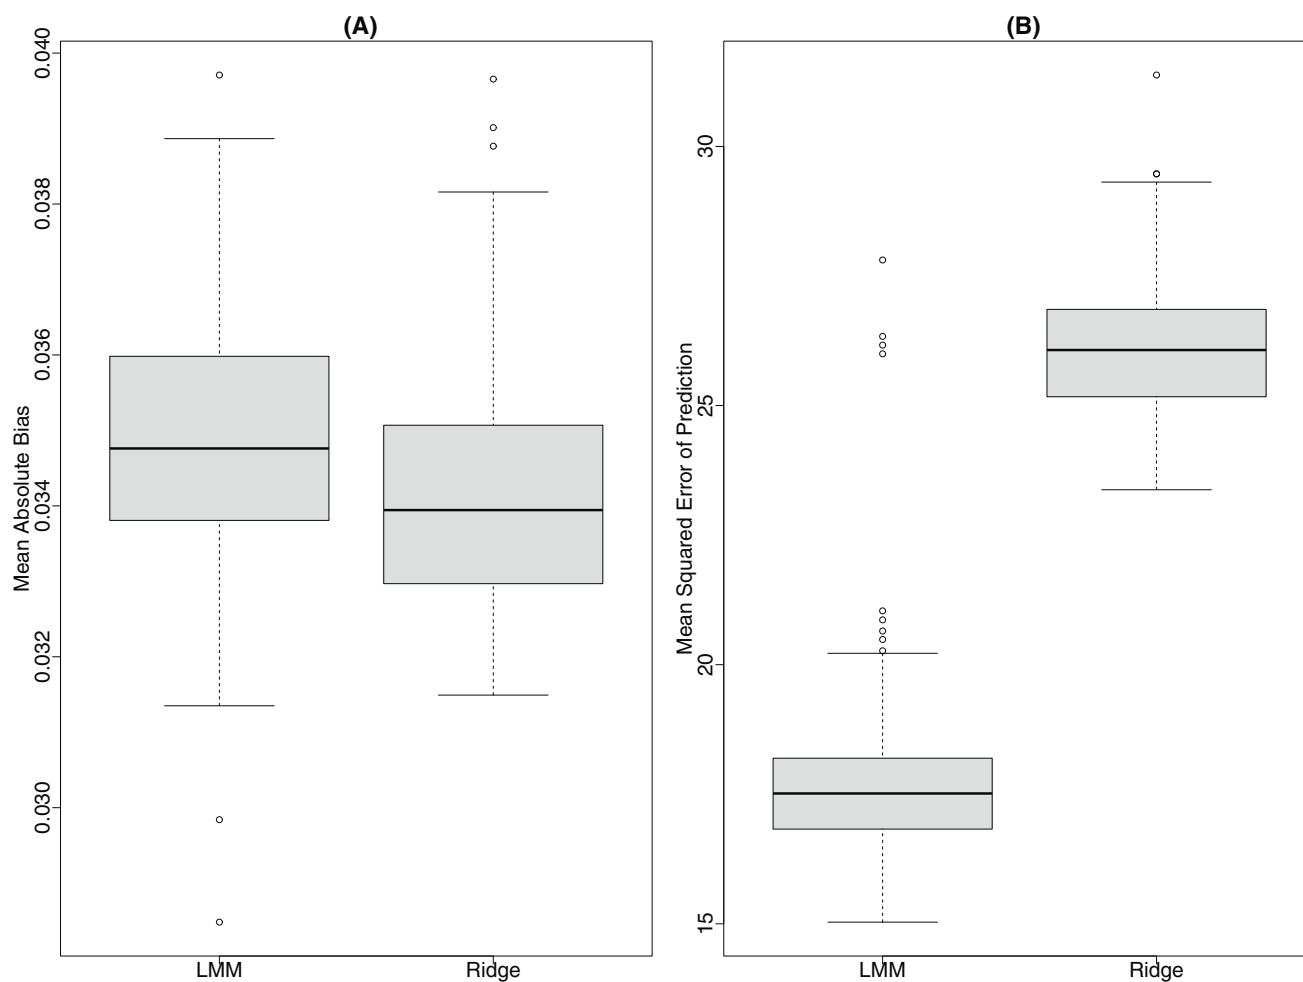 (A)
Mean Absolute Bias
0.040
0.038
0.036
0.034
0.032
0.030
LMM
Ridge
(B)
Mean Squared Error of Prediction
30
25
20
15
LMM
Ridge